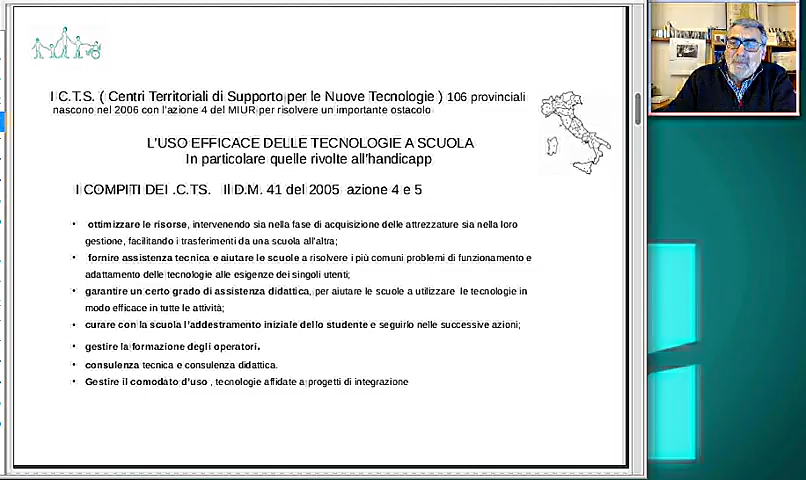 I C.T.S. ( Centri Territoriali di Supporto per le Nuove Tecnologie ) 106 provinciali
nascono nel 2006 con l'azione 4 del MIUR per risolvere un importante ostacolo
L'USO EFFICACE DELLE TECNOLOGIE A SCUOLA
In particolare quelle rivolte all'handicapp
I COMPITI DEI .C.TS. Il D.M. 41 del 2005 azione 4 e 5
• ottimizzare le risorse, intervenendo sia nella fase di acquisizione delle attrezzature sia nella loro
gestione, facilitando i trasferimenti da una scuola all'altra;
• fornire assistenza tecnica e aiutare le scuole a risolvere i più comuni problemi di funzionamento e
adattamento delle tecnologie alle esigenze dei singoli utenti;
• garantire un certo grado di assistenza didattica, per aiutare le scuole a utilizzare le tecnologie in
modo efficace in tutte le attività;
• curare con la scuola l'addestramento iniziale dello studente e seguirlo nelle successive azioni;
• gestire la formazione degli operatori.
• consulenza tecnica e consulenza didattica.
• Gestire il comodato d'uso , tecnologie affidate a progetti di integrazione